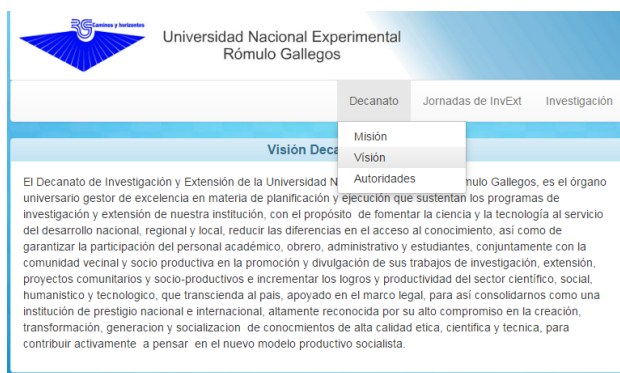 Caminos y horizontes
Universidad Nacional Experimental
Rómulo Gallegos
Decanato Jornadas de InvExt Investigación
Misión
Visión
Autoridades
Visión Deca
El Decanato de Investigación y Extensión de la Universidad N mulo Gallegos, es el órgano
universario gestor de excelencia en materia de planificación y ejecución que sustentan los programas de
investigación y extensión de nuestra institución, con el propósito de fomentar la ciencia y la tecnología al servicio
del desarrollo nacional, regional y local, reducir las diferencias en el acceso al conocimiento, así como de
garantizar la participación del personal académico, obrero, administrativo y estudiantes, conjuntamente con la
comunidad vecinal y socio productiva en la promoción y divulgación de sus trabajos de investigación, extensión,
proyectos comunitarios y socio-productivos e incrementar los logros y productividad del sector científico, social,
humanistico y tecnologico, que transcienda al pais, apoyado en el marco legal, para así consolidarnos como una
institución de prestigio nacional e internacional, altamente reconocida por su alto compromiso en la creación,
transformación, generacion y socializacion de conocmientos de alta calidad etica, cientifica y tecnica, para
contribuir activamente a pensar en el nuevo modelo productivo socialista.